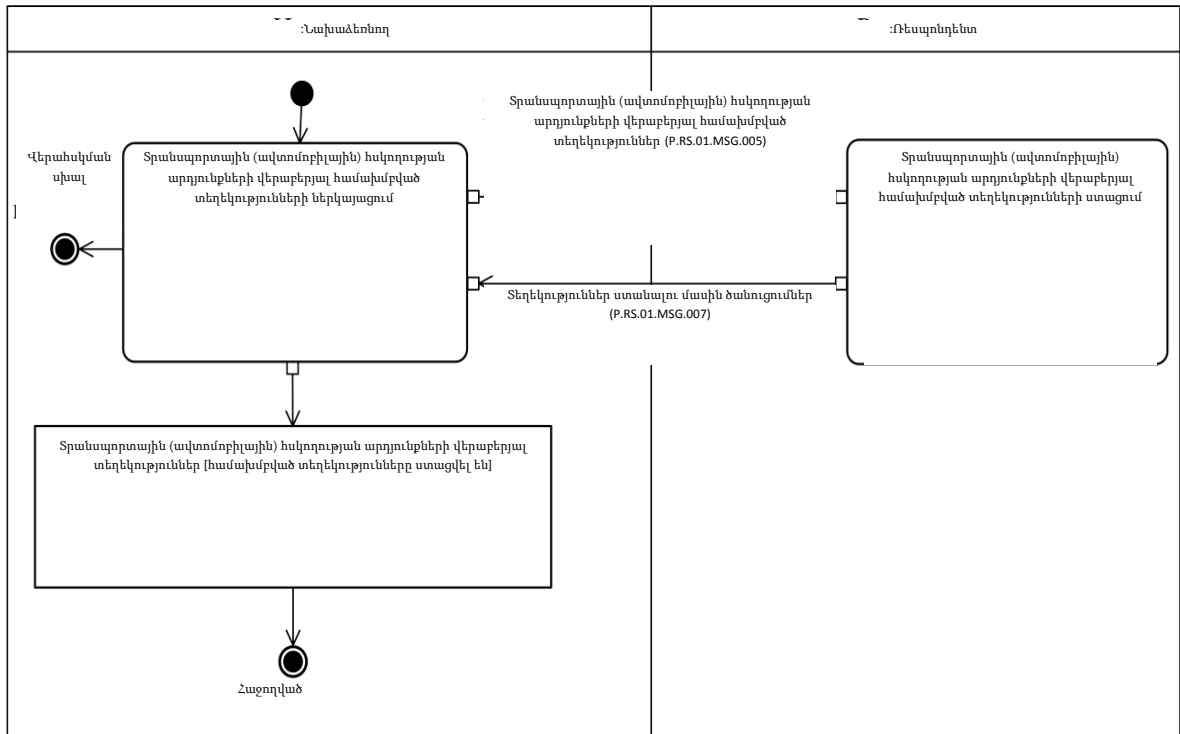 :Նախաձեռնող
:Ռեսպոնդենտ
Տրանսպորտային (ավտոմոբիլային) հսկողության
արդյունքների վերաբերյալ համախմբված
տեղեկություններ (P.RS.01.MSG.005)
Վերահսկման
սխալ
]
Տրանսպորտային (ավտոմոբիլային) հսկողության
արդյունքների վերաբերյալ համախմբված
տեղեկությունների ներկայացում
Տրանսպորտային (ավտոմոբիլային)
հսկողության արդյունքների վերաբերյալ
համախմբված տեղեկությունների ստացում
Տեղեկություններ ստանալու մասին ծանուցումներ
(P.RS.01.MSG.007)
Տրանսպորտային (ավտոմոբիլային) հսկողության արդյունքների վերաբերյալ
տեղեկություններ [համախմբված տեղեկությունները ստացվել են]
Հաջողված